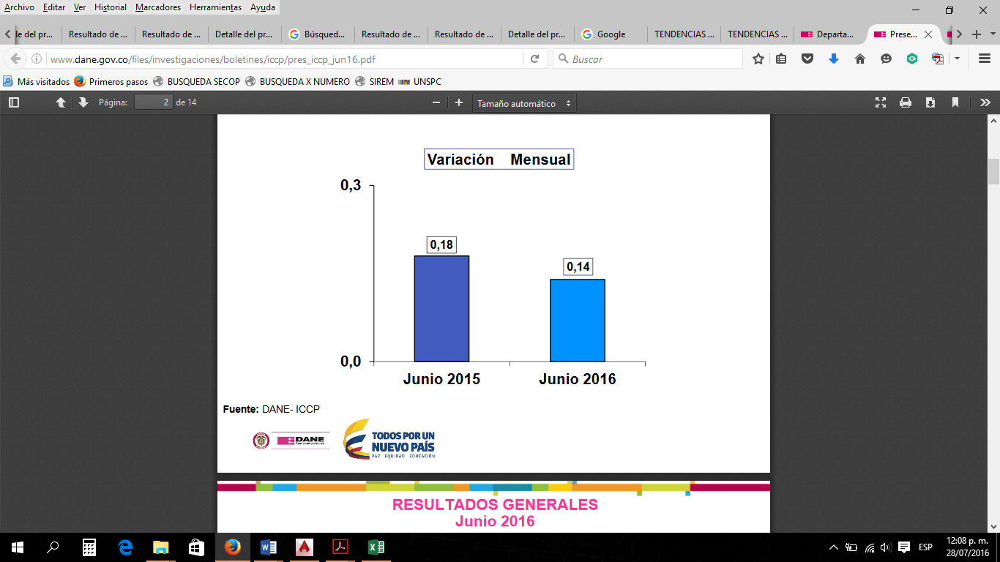 Archivo Editar Ver Historial Marcadores Herramientas Ayuda
le del pr... Resultado de ... Resultado de ... Detalle del pr... Búsqued... Resultado de ... Resultado de ... Detalle del pr... Google TENDENCIAS ... TENDENCIAS ... Departa... Prese...
www.dane.gov.co/files/investigaciones/boletines/iccp/pres_iccp_jun16.pdf Buscar
Más visitados Primeros pasos BUSQUEDA SECOP BUSQUEDA X NUMERO SIREM UNSPC
Página: 2 de 14 Tamaño automático
Variación Mensual
0,3
0,18
0,14
0,0
Junio 2015 Junio 2016
Fuente: DANE- ICCP
DANE
TODOS POR UN
NUEVO PAÍS
PAZ EQUIDAD EDUCACIÓN
RESULTADOS GENERALES
Junio 2016
ESP
12:08 p. m.
28/07/2016